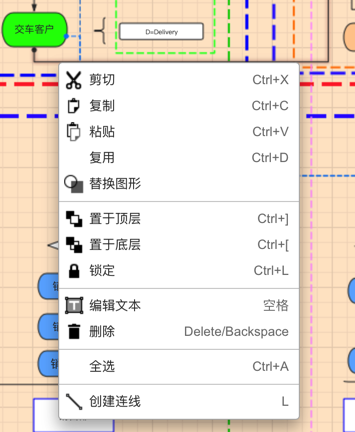 交车客户
D=Delivery
剪切 Ctrl+X
复制 Ctrl+C
粘贴 Ctrl+V
复用 Ctrl+D
替换图形
置于顶层 Ctrl+]
置于底层 Ctrl+[
锁定 Ctrl+L
编辑文本 空格
删除 Delete/Backspace
全选 Ctrl+A
创建连线 L